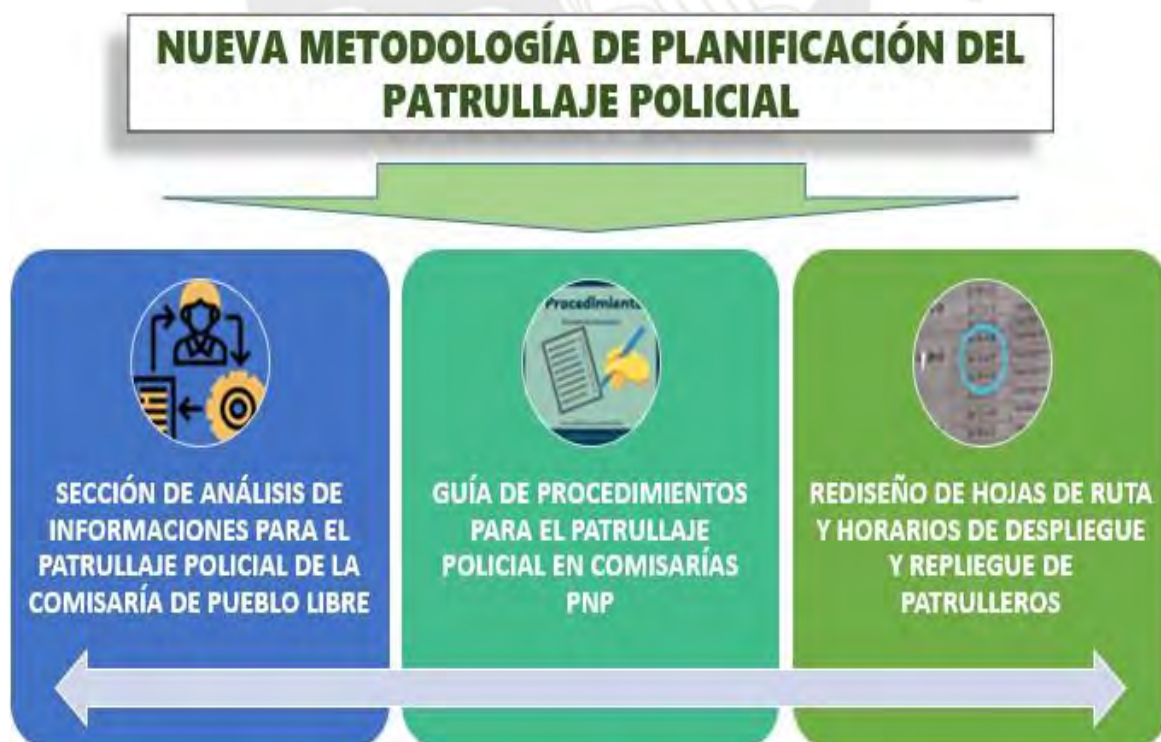 NUEVA METODOLOGÍA DE PLANIFICACIÓN DEL
PATRULLAJE POLICIAL
Procedimiento
SECCIÓN DE ANÁLISIS DE
INFORMACIONES PARA EL
PATRULLAJE POLICIAL DE LA
COMISARÍA DE PUEBLO LIBRE
GUÍA DE PROCEDIMIENTOS
PARA EL PATRULLAJE
POLICIAL EN COMISARÍAS
PNP
REDISEÑO DE HOJAS DE RUTA
Y HORARIOS DE DESPLIEGUE
Y REPLIEGUE DE
PATRULLEROS